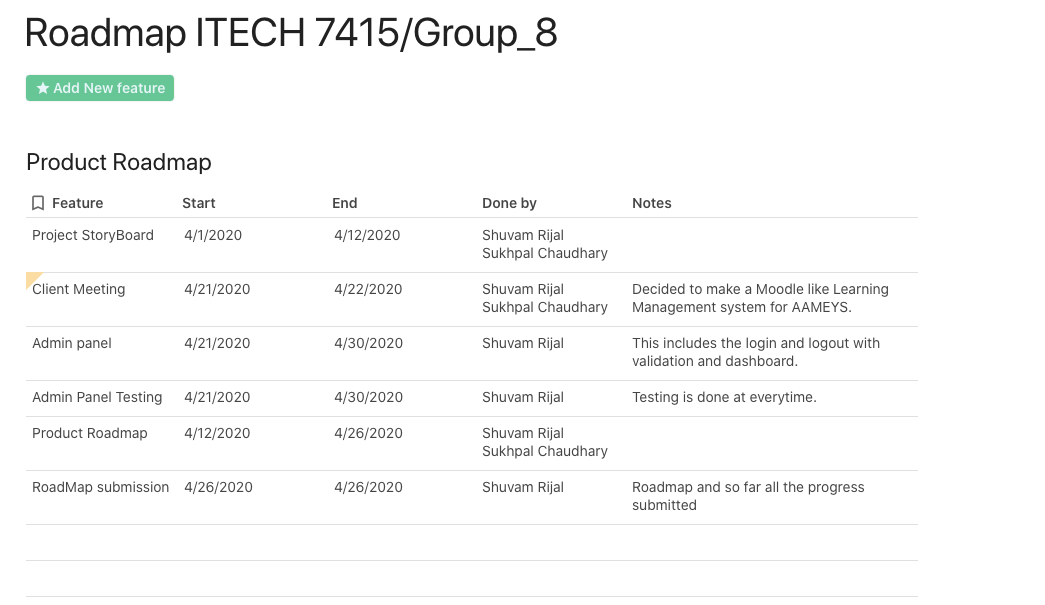 Roadmap ITECH 7415/Group_8
Add New feature
Product Roadmap
Feature Start End Done by Notes
Project StoryBoard 4/1/2020 4/12/2020 Shuvam Rijal
Sukhpal Chaudhary
Client Meeting 4/21/2020 4/22/2020 Shuvam Rijal Decided to make a Moodle like Learning
Sukhpal Chaudhary Management system for AAMEYS.
Admin panel 4/21/2020 4/30/2020 Shuvam Rijal This includes the login and logout with
validation and dashboard.
Admin Panel Testing 4/21/2020 4/30/2020 Shuvam Rijal Testing is done at everytime.
Product Roadmap 4/12/2020 4/26/2020 Shuvam Rijal
Sukhpal Chaudhary
RoadMap submission 4/26/2020 4/26/2020 Shuvam Rijal Roadmap and so far all the progress
submitted